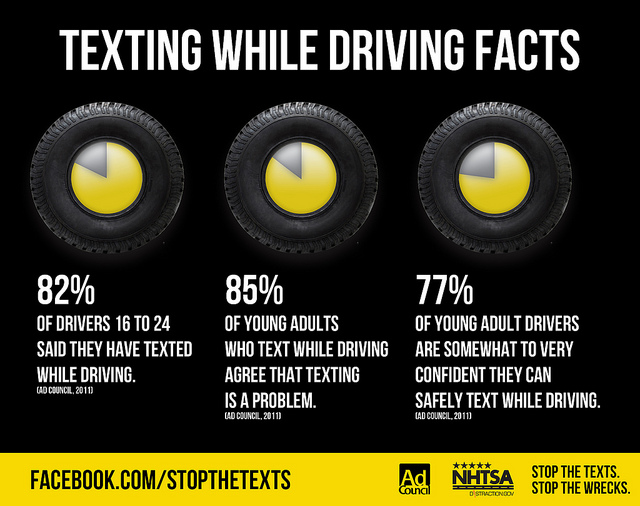 TEXTING WHILE DRIVING FACTS
82%
OF DRIVERS 16 TO 24
SAID THEY HAVE TEXTED
WHILE DRIVING.
(AD COUNCIL, 2011)
85%
OF YOUNG ADULTS
WHO TEXT WHILE DRIVING
AGREE THAT TEXTING
IS A PROBLEM.
(AD COUNCIL, 2011)
77%
OF YOUNG ADULT DRIVERS
ARE SOMEWHAT TO VERY
CONFIDENT THEY CAN
SAFELY TEXT WHILE DRIVING.
(AD COUNCIL, 2011)
FACEBOOK.COM/STOPTHETEXTS
Ad
Council
NHTSA
DISTRACTION.GOV
STOP THE TEXTS.
STOP THE WRECKS.